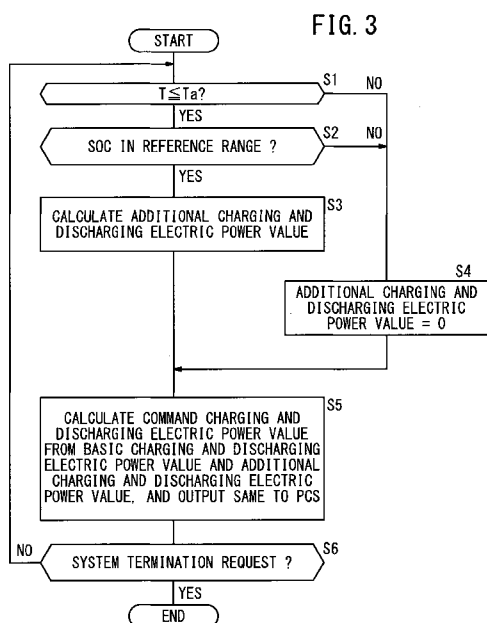 FIG. 3
START
T≦Ta?
S1
NO
YES
SOC IN REFERENCE RANGE ?
S2
NO
YES
CALCULATE ADDITIONAL CHARGING AND
DISCHARGING ELECTRIC POWER VALUE
S3
S4
ADDITIONAL CHARGING AND
DISCHARGING ELECTRIC
POWER VALUE = 0
S5
CALCULATE COMMAND CHARGING AND
DISCHARGING ELECTRIC POWER VALUE
FROM BASIC CHARGING AND DISCHARGING
ELECTRIC POWER VALUE AND ADDITIONAL
CHARGING AND DISCHARGING ELECTRIC
POWER VALUE, AND OUTPUT SAME TO PCS
NO
SYSTEM TERMINATION REQUEST ?
S6
YES
END